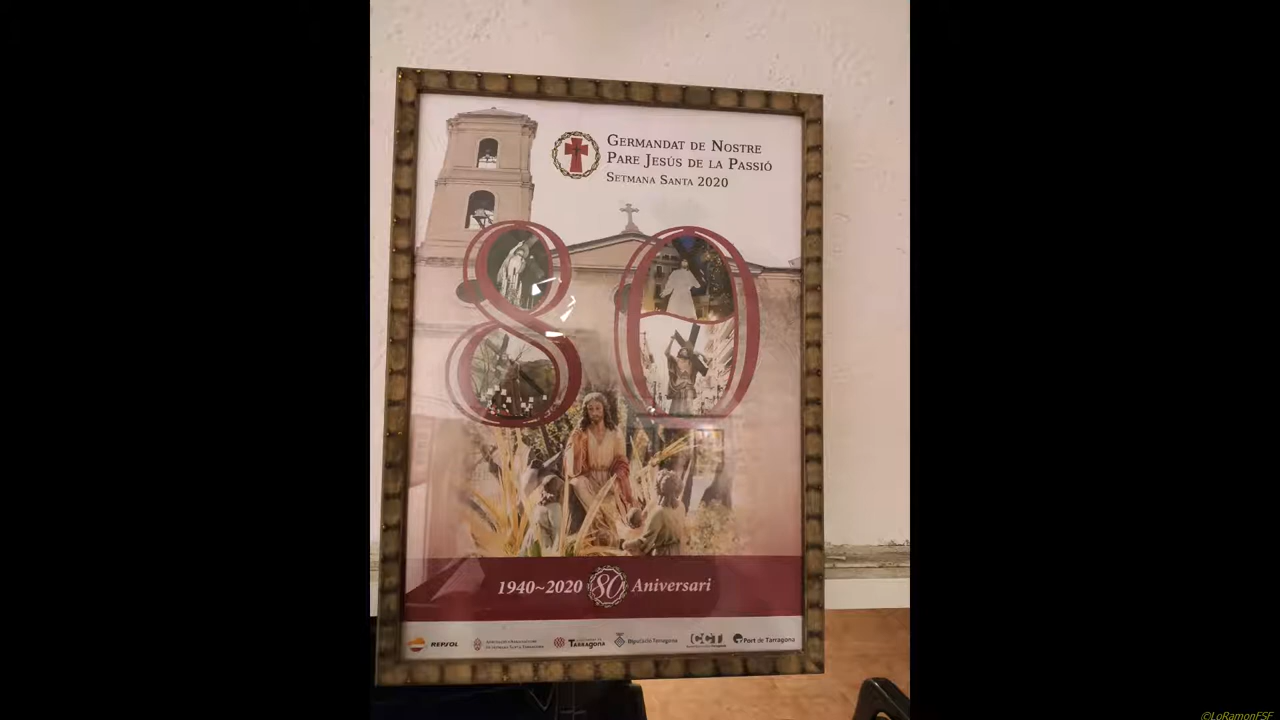 Germandat de Nostre
Pare Jesús de la Passió
Setmana Santa 2020
80
1940~2020 80 Aniversari
REPSOL
TARRAGONA
Diputació Tarragona
CCT
Port de Tarragona
©LoRamonFSF